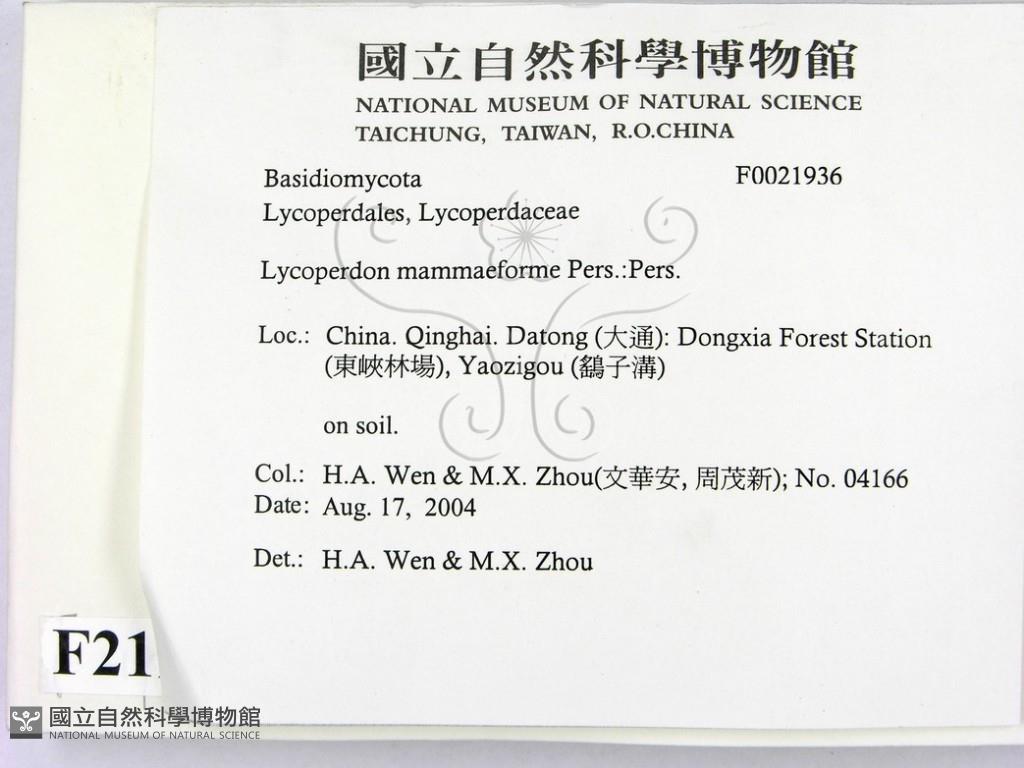 國立自然科學博物館
NATIONAL MUSEUM OF NATURAL SCIENCE
TAICHUNG, TAIWAN, R.O.CHINA
Basidiomycota F0021936
Lycoperdales, Lycoperdaceae
Lycoperdon mammaeforme Pers.:Pers.
Loc.: China. Qinghai. Datong (大通): Dongxia Forest Station
(東峽林場), Yaozigou (鷂子溝)
on soil.
Col.: H.A. Wen & M.X. Zhou(文華安, 周茂新); No. 04166
Date: Aug. 17, 2004
Det.: H.A. Wen & M.X. Zhou
F21
國立自然科學博物館
NATIONAL MUSEUM OF NATURAL SCIENCE